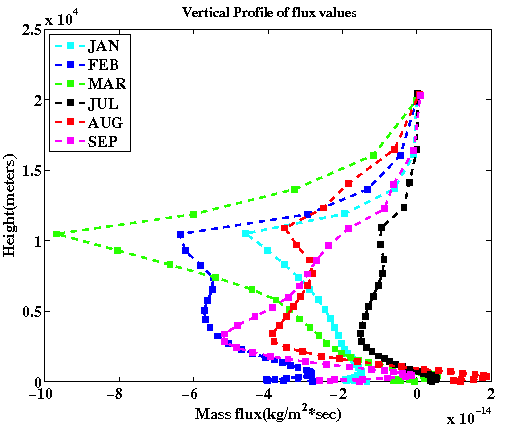 Vertical Profile of flux values
x 10^4
2.5
2
1.5
1
0.5
0
Height(meters)
JAN
FEB
MAR
JUL
AUG
SEP
−10 −8 −6 −4 −2 0 2
Mass flux(kg/m^2*sec)
x 10^−14